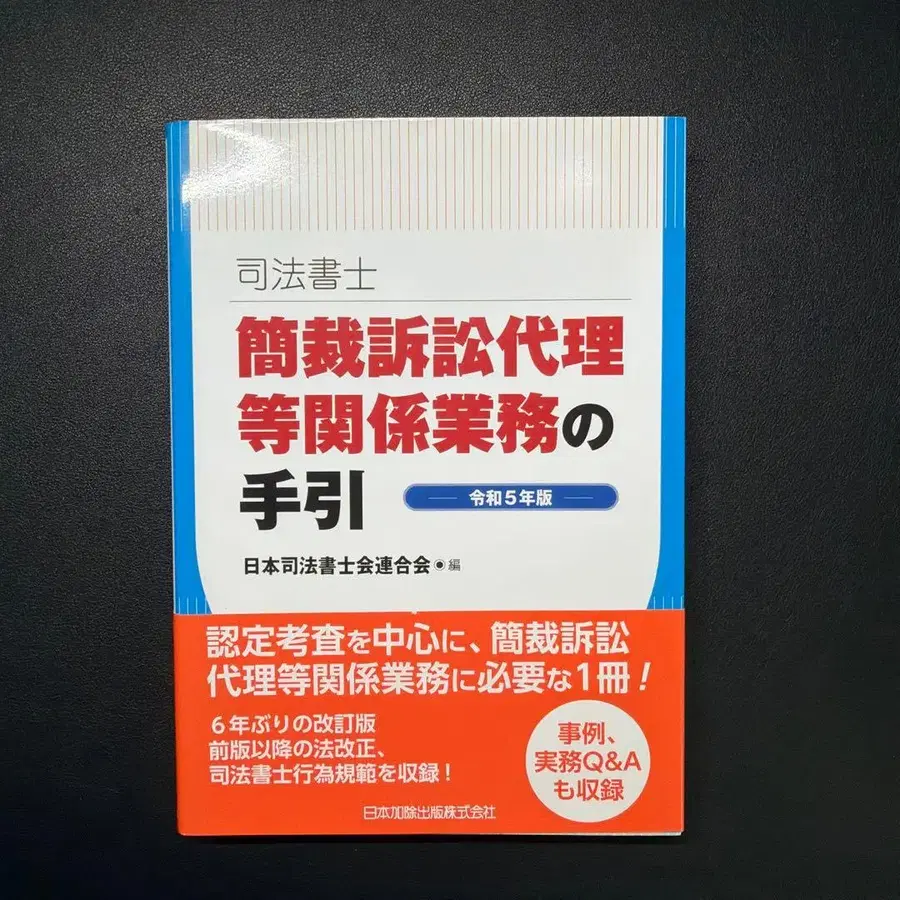 司法書士
簡裁訴訟代理
等関係業務の
手引
令和5年版
日本司法書士会連合会◉編
認定考査を中心に、簡裁訴訟
代理等関係業務に必要な1冊！
6年ぶりの改訂版
前版以降の法改正、
司法書士行為規範を収録！
事例、
実務Q&A
も収録
日本加除出版株式会社